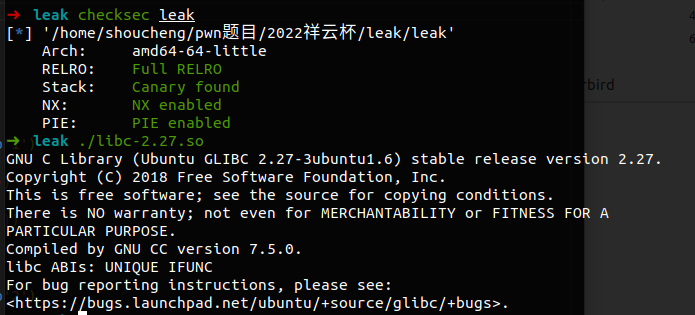 → leak checksec leak
[*] '/home/shoucheng/pwn题目/2022祥云杯/leak/leak'
Arch: amd64-64-little
RELRO: Full RELRO
Stack: Canary found
NX: NX enabled
PIE: PIE enabled
→ leak ./libc-2.27.so
GNU C Library (Ubuntu GLIBC 2.27-3ubuntu1.6) stable release version 2.27.
Copyright (C) 2018 Free Software Foundation, Inc.
This is free software; see the source for copying conditions.
There is NO warranty; not even for MERCHANTABILITY or FITNESS FOR A
PARTICULAR PURPOSE.
Compiled by GNU CC version 7.5.0.
libc ABIs: UNIQUE IFUNC
For bug reporting instructions, please see:
<https://bugs.launchpad.net/ubuntu/+source/glibc/+bugs>.